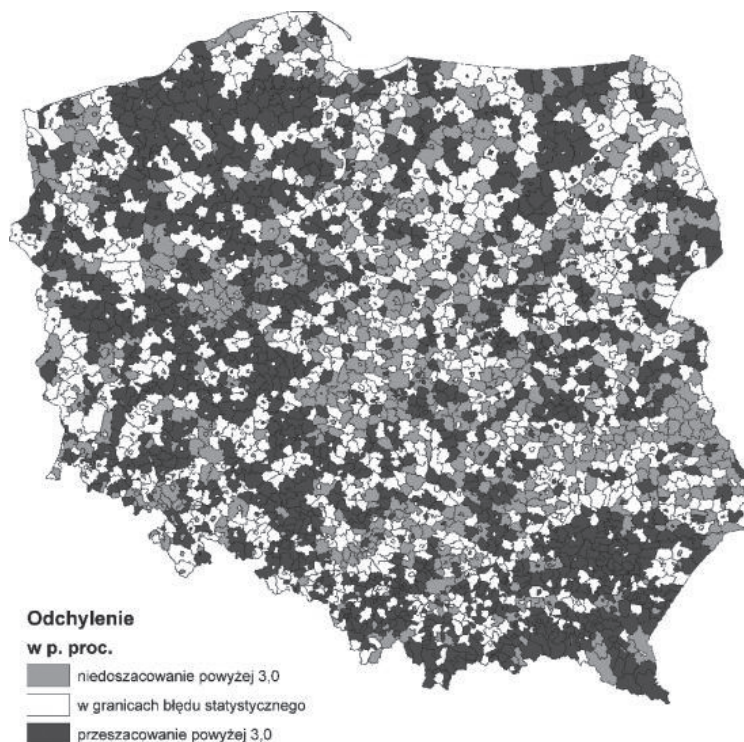 Odchylenie
w p. proc.
niedoszacowanie powyżej 3,0
w granicach błędu statystycznego
przeszacowanie powyżej 3,0